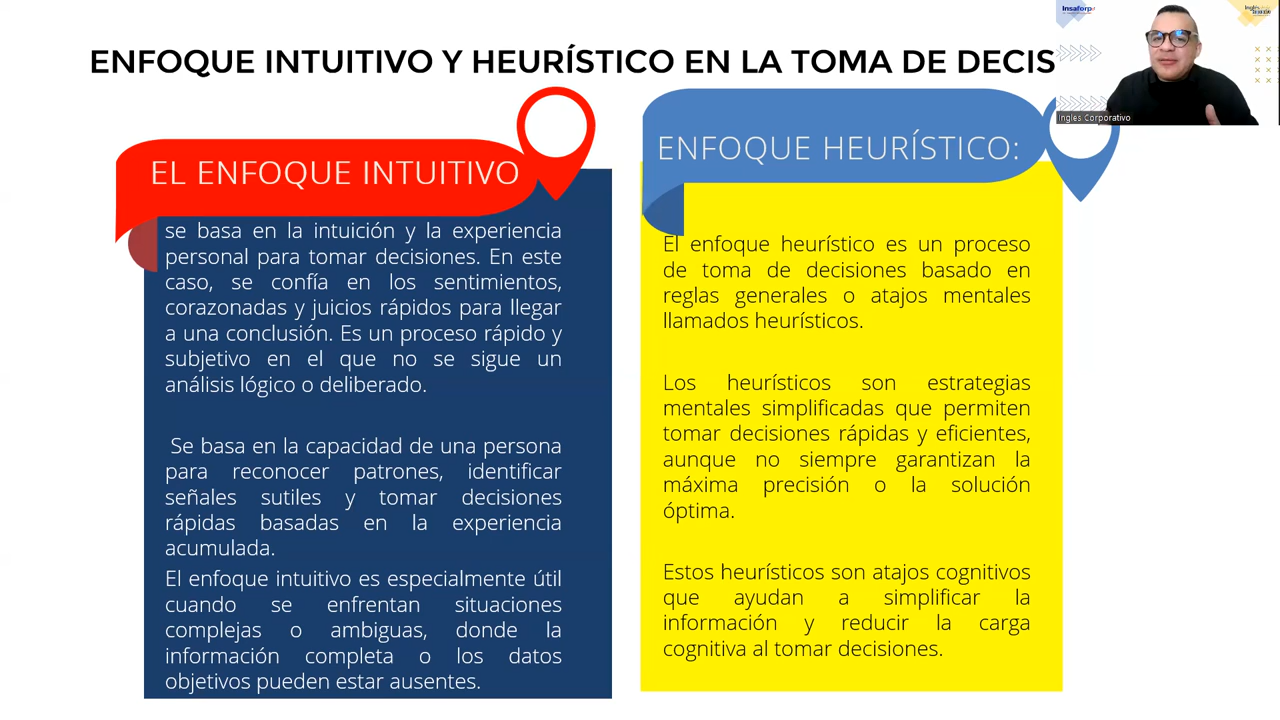 ENFOQUE INTUITIVO Y HEURÍSTICO EN LA TOMA DE DECIS
EL ENFOQUE INTUITIVO
se basa en la intuición y la experiencia
personal para tomar decisiones. En este
caso, se confía en los sentimientos,
corazonadas y juicios rápidos para llegar
a una conclusión. Es un proceso rápido y
subjetivo en el que no se sigue un
análisis lógico o deliberado.
Se basa en la capacidad de una persona
para reconocer patrones, identificar
señales sutiles y tomar decisiones
rápidas basadas en la experiencia
acumulada.
El enfoque intuitivo es especialmente útil
cuando se enfrentan situaciones
complejas o ambiguas, donde la
información completa o los datos
objetivos pueden estar ausentes.
ENFOQUE HEURÍSTICO:
El enfoque heurístico es un proceso
de toma de decisiones basado en
reglas generales o atajos mentales
llamados heurísticos.
Los heurísticos son estrategias
mentales simplificadas que permiten
tomar decisiones rápidas y eficientes,
aunque no siempre garantizan la
máxima precisión o la solución
óptima.
Estos heurísticos son atajos cognitivos
que ayudan a simplificar la
información y reducir la carga
cognitiva al tomar decisiones.
Insaforp
Ingles Corporativo